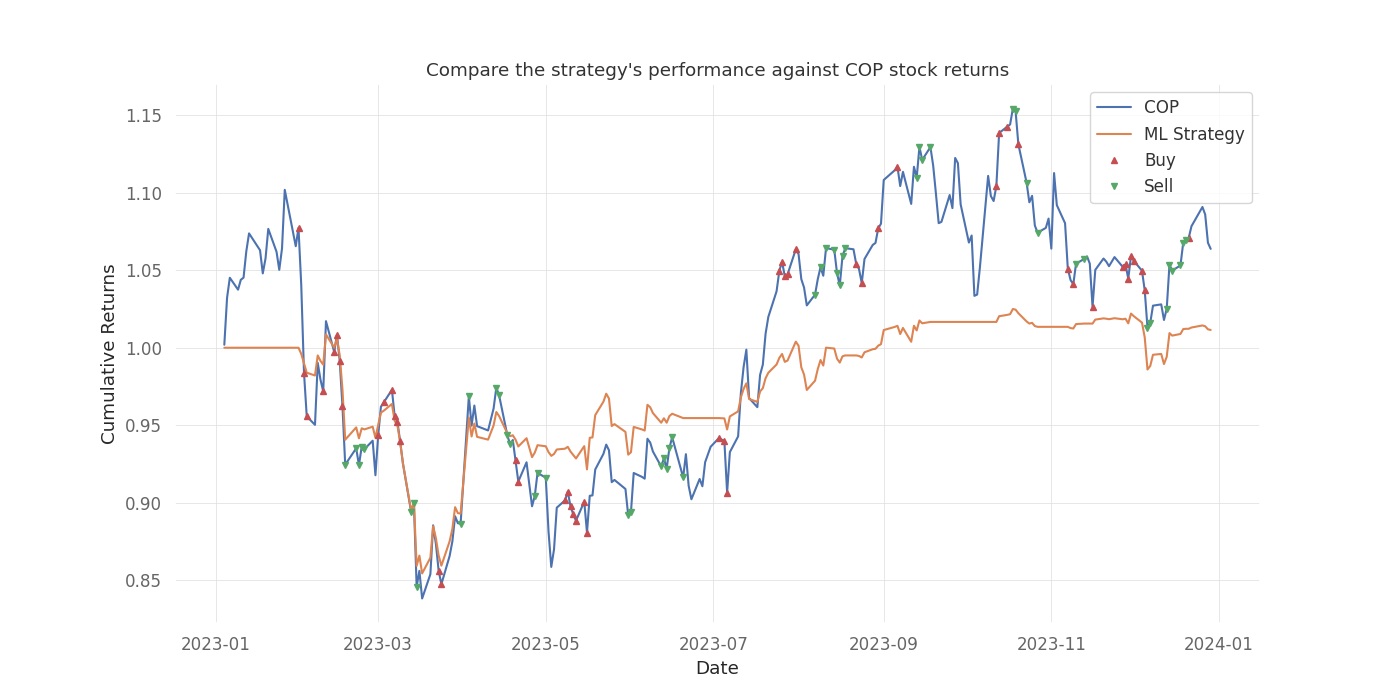 Compare the strategy's performance against COP stock returns
COP
ML Strategy
Buy
Sell
Cumulative Returns
1.15
1.10
1.05
1.00
0.95
0.90
0.85
2023-01
2023-03
2023-05
2023-07
2023-09
2023-11
2024-01
Date